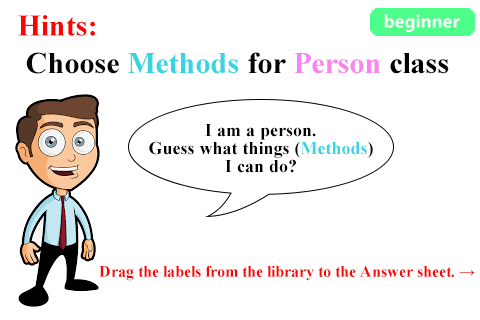 Hints:
beginner
Choose Methods for Person class
I am a person.
Guess what things (Methods)
I can do?
Drag the labels from the library to the Answer sheet. →